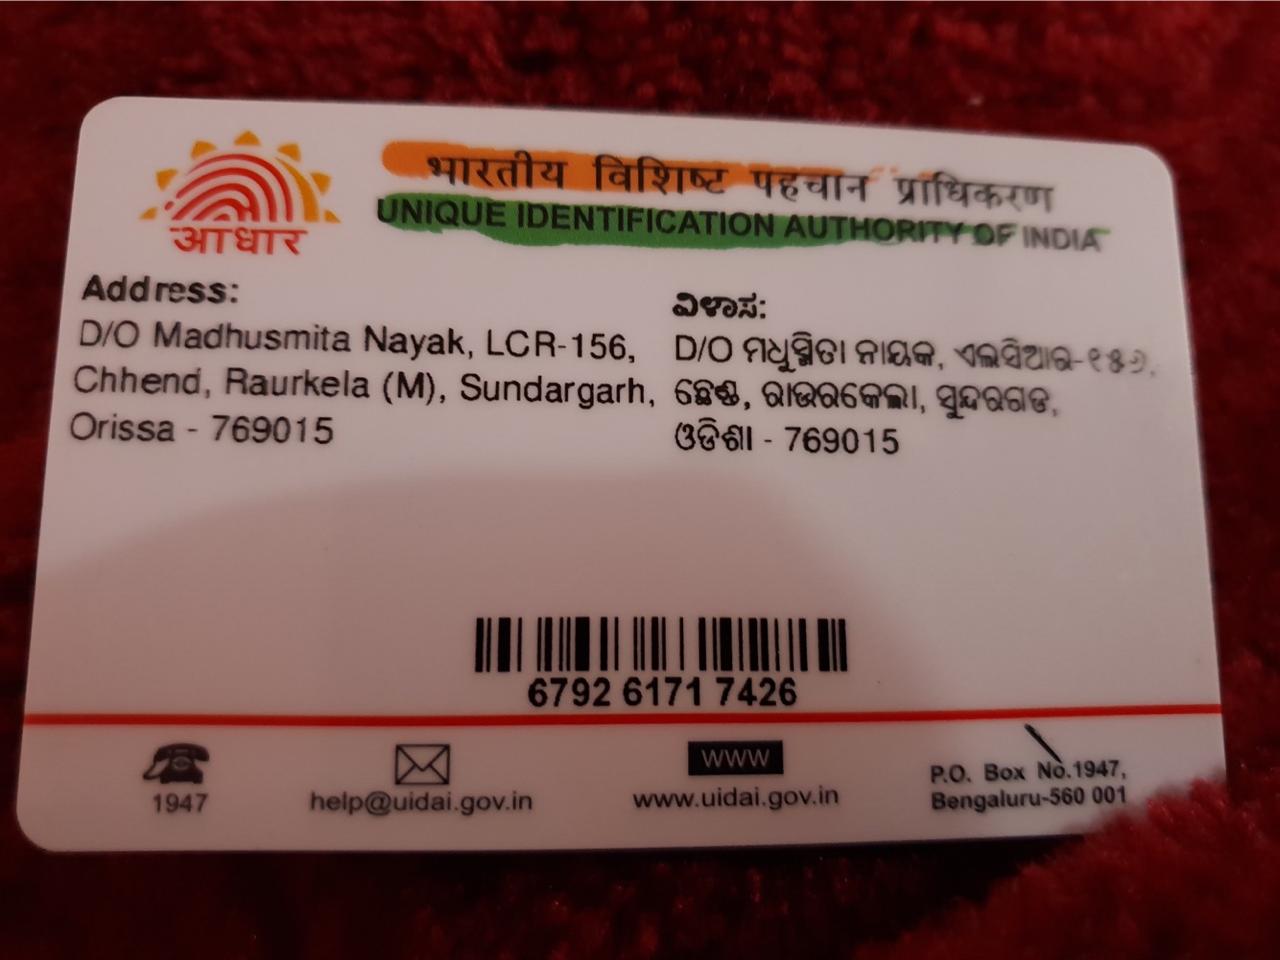 आधार
भारतीय विशिष्ट पहचान प्राधिकरण
UNIQUE IDENTIFICATION AUTHORITY OF INDIA
Address:
D/O Madhusmita Nayak, LCR-156,
Chhend, Raurkela (M), Sundargarh,
Orissa - 769015
ವಿಳಾಸ:
D/O ମଧୁସ୍ମିତା ନାୟକ, ଏଲସିଆର-୧୫୬,
ଛେଣ୍ଡ, ରାଉରକେଲା, ସୁନ୍ଦରଗଡ,
ଓଡିଶା - 769015
6792 6171 7426
1947
help@uidai.gov.in
www
www.uidai.gov.in
P.O. Box No.1947,
Bengaluru-560 001